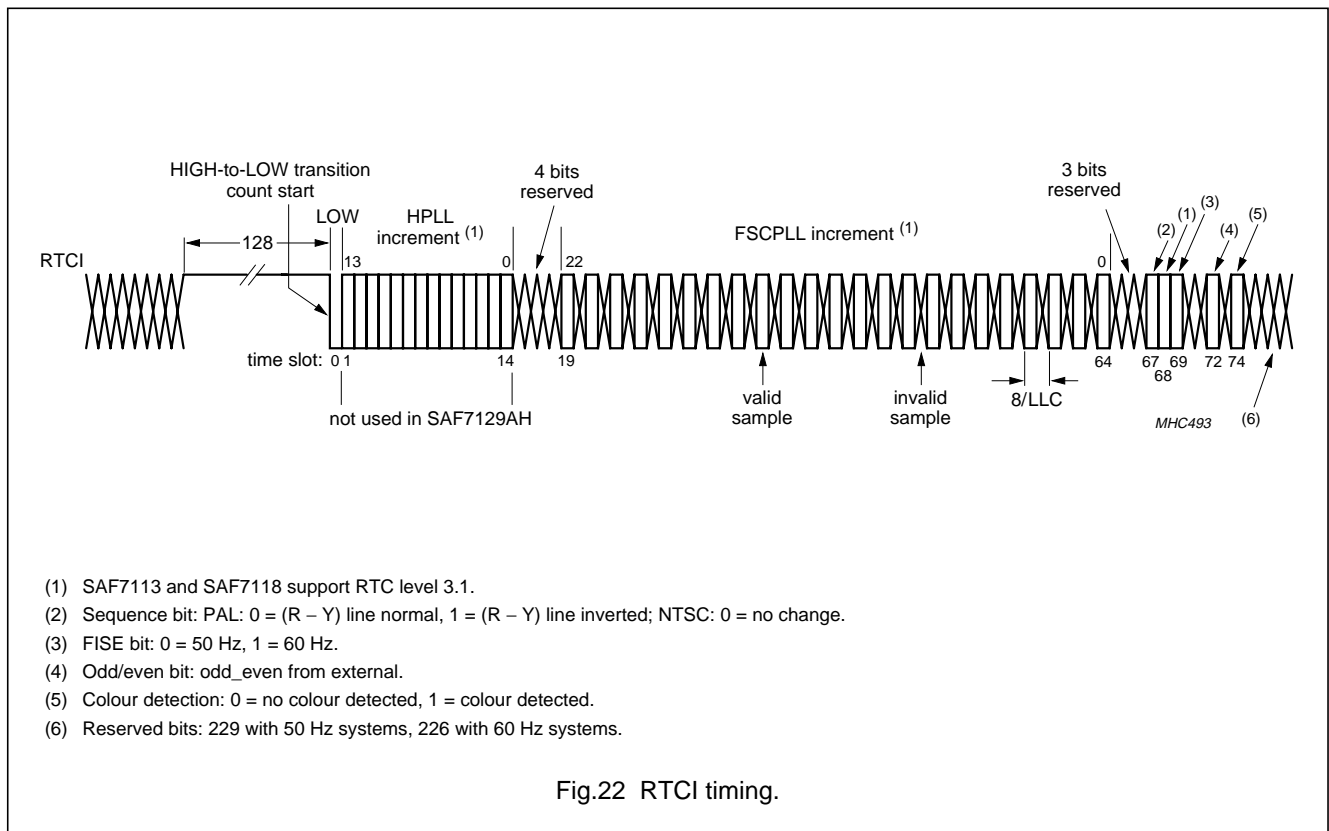 HIGH-to-LOW transition
count start
4 bits
reserved
3 bits
reserved
(3)
(1)
(2)
(5)
(4)
LOW
HPLL
increment (1)
FSCPLL increment (1)
128
RTCI
13
0
22
0
time slot:
0 1
14
19
64
67
68
69
72
74
not used in SAF7129AH
valid
sample
invalid
sample
8/LLC
MHC493
(6)
(1) SAF7113 and SAF7118 support RTC level 3.1.
(2) Sequence bit: PAL: 0 = (R − Y) line normal, 1 = (R − Y) line inverted; NTSC: 0 = no change.
(3) FISE bit: 0 = 50 Hz, 1 = 60 Hz.
(4) Odd/even bit: odd_even from external.
(5) Colour detection: 0 = no colour detected, 1 = colour detected.
(6) Reserved bits: 229 with 50 Hz systems, 226 with 60 Hz systems.
Fig.22 RTCI timing.